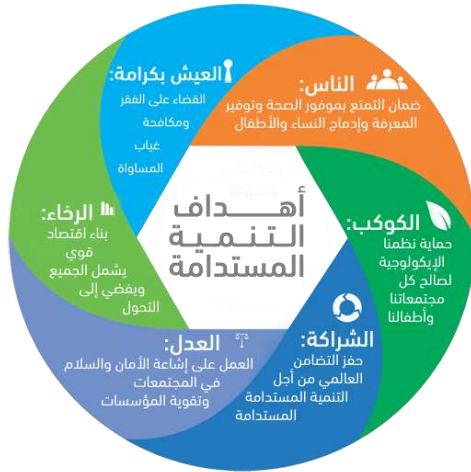 أهداف
التنمية
المستدامة
الناس:
ضمان التمتع بموفور الصحة وتوفير
المعرفة وإدماج النساء والأطفال
الكوكب:
حماية نظمنا
الإيكولوجية
لصالح كل
مجتمعاتنا
وأطفالنا
الشراكة:
حفز التضامن
العالمي من أجل
التنمية المستدامة
المستدامة
العدل:
العمل على إشاعة الأمان والسلام
في المجتمعات
وتقوية المؤسسات
الرخاء:
بناء اقتصاد
قوي
يشمل الجميع
ويفضي إلى
التحول
العيش بكرامة:
القضاء على الفقر
ومكافحة
غياب
المساواة